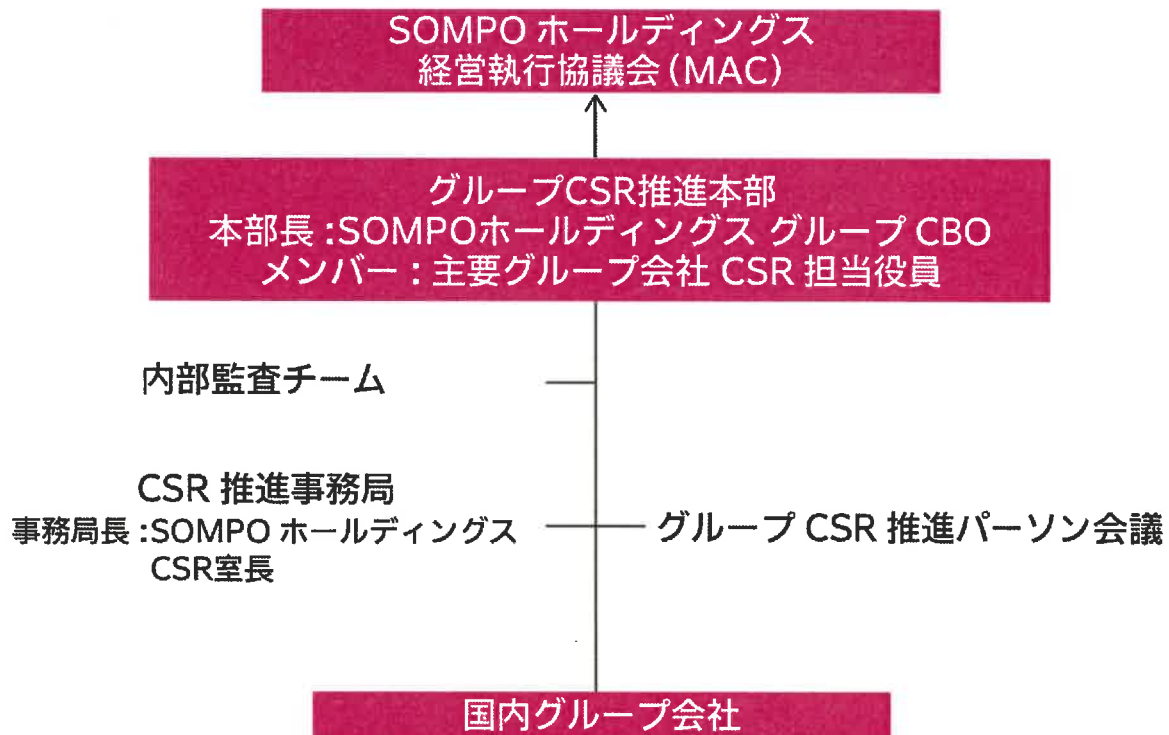 SOMPO ホールディングス
経営執行協議会 (MAC)
グループCSR推進本部
本部長 :SOMPOホールディングス グループ CBO
メンバー : 主要グループ会社 CSR 担当役員
内部監査チーム
CSR 推進事務局
事務局長 :SOMPO ホールディングス
CSR室長
グループ CSR 推進パーソン会議
国内グループ会社